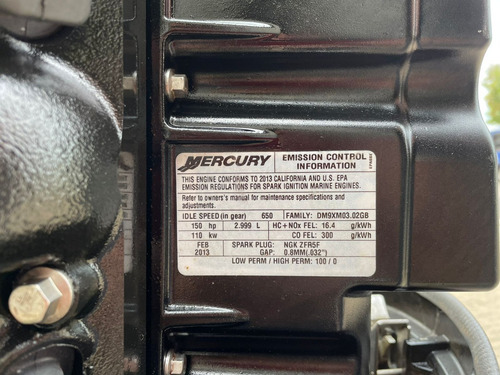 MERCURY EMISSION CONTROL INFORMATION
THIS ENGINE CONFORMS TO 2013 CALIFORNIA AND U.S. EPA
EMISSION REGULATIONS FOR SPARK IGNITION MARINE ENGINES.
Refer to owner's manual for maintenance specifications and
adjustments.
IDLE SPEED (in gear) 650 FAMILY: DM9XM03.02GB
150 hp 2.999 L HC+NOx FEL: 16.4 g/kWh
110 kw CO FEL: 300 g/kWh
FEB SPARK PLUG: NGK ZFR5F
2013 GAP: 0.8MM(.032")
LOW PERM / HIGH PERM: 100 / 0